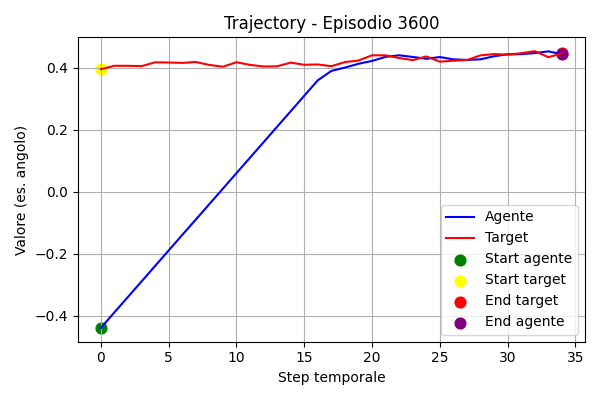 Trajectory - Episodio 3600
Valore (es. angolo)
0.4
0.2
0.0
−0.2
−0.4
0
5
10
15
20
25
30
35
Step temporale
Agente
Target
Start agente
Start target
End target
End agente